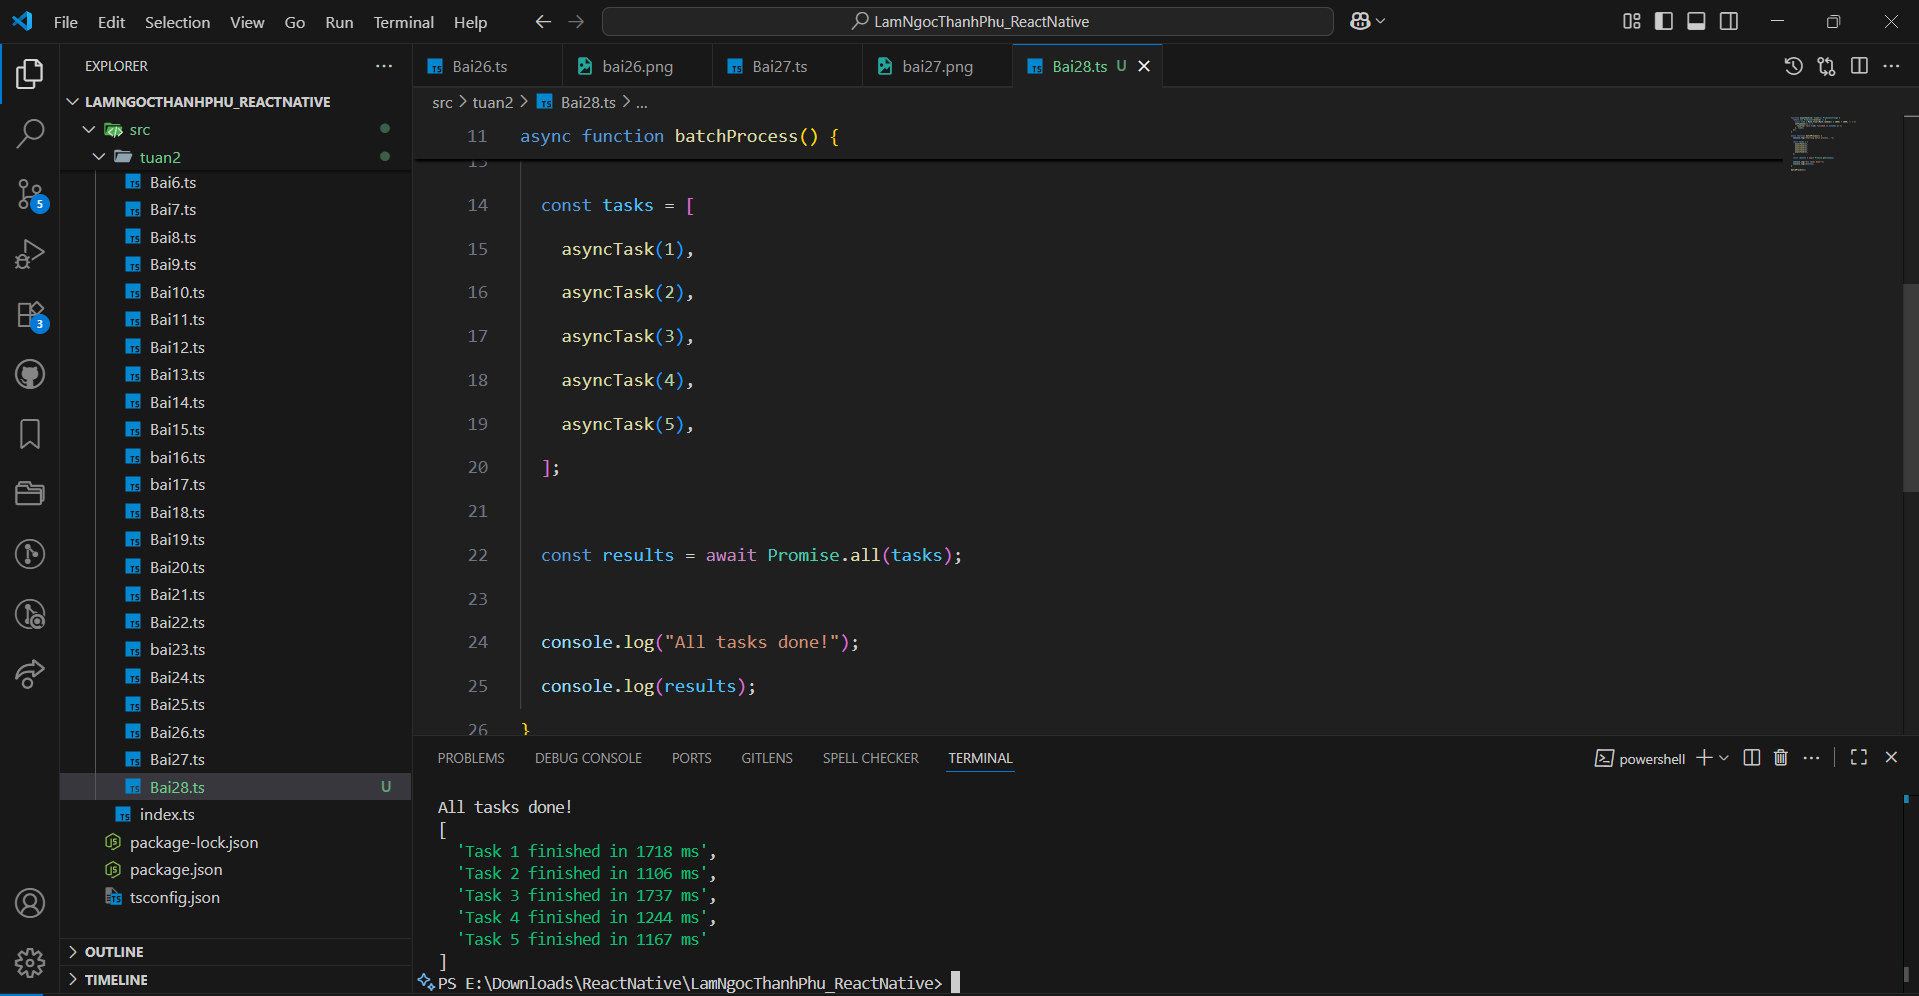 File Edit Selection View Go Run Terminal Help
LamNgocThanhPhu_ReactNative
EXPLORER
LAMNGOCTHANHPHU_REACTNATIVE
src
tuan2
Bai6.ts
Bai7.ts
Bai8.ts
Bai9.ts
Bai10.ts
Bai11.ts
Bai12.ts
Bai13.ts
Bai14.ts
Bai15.ts
bai16.ts
bai17.ts
Bai18.ts
Bai19.ts
Bai20.ts
Bai21.ts
Bai22.ts
bai23.ts
Bai24.ts
Bai25.ts
Bai26.ts
Bai27.ts
Bai28.ts U
index.ts
package-lock.json
package.json
tsconfig.json
OUTLINE
TIMELINE
5
3
Bai26.ts bai26.png Bai27.ts bai27.png Bai28.ts U
src > tuan2 > Bai28.ts > ...
11 async function batchProcess() {
13
14 const tasks = [
15 asyncTask(1),
16 asyncTask(2),
17 asyncTask(3),
18 asyncTask(4),
19 asyncTask(5),
20 ];
21
22 const results = await Promise.all(tasks);
23
24 console.log("All tasks done!");
25 console.log(results);
26 }
PROBLEMS DEBUG CONSOLE PORTS GITLENS SPELL CHECKER TERMINAL
powershell
All tasks done!
[
'Task 1 finished in 1718 ms',
'Task 2 finished in 1106 ms',
'Task 3 finished in 1737 ms',
'Task 4 finished in 1244 ms',
'Task 5 finished in 1167 ms'
]
PS E:\Downloads\ReactNative\LamNgocThanhPhu_ReactNative>